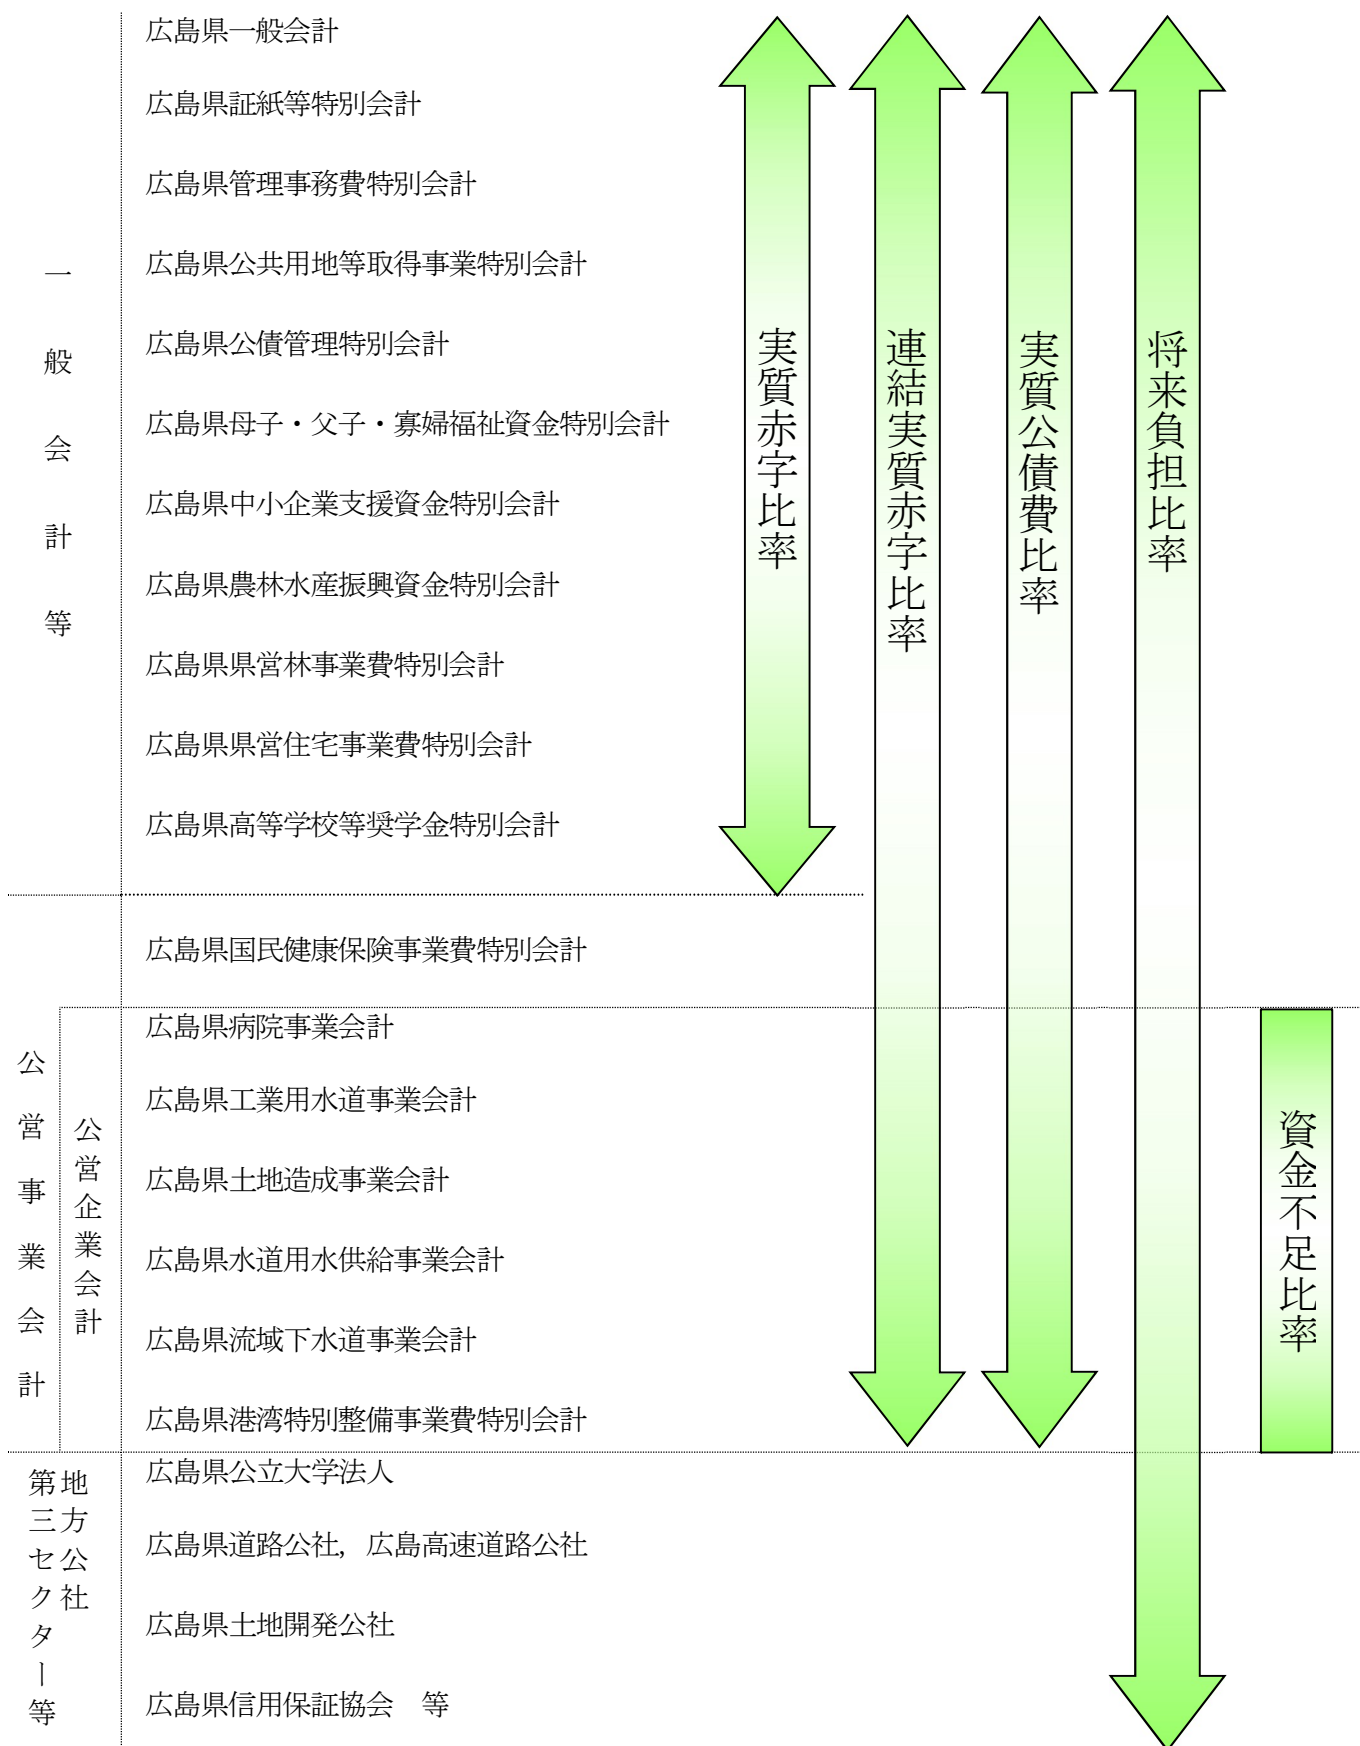 一般会計等
広島県一般会計
広島県証紙等特別会計
広島県管理事務費特別会計
広島県公共用地等取得事業特別会計
広島県公債管理特別会計
広島県母子・父子・寡婦福祉資金特別会計
広島県中小企業支援資金特別会計
広島県農林水産振興資金特別会計
広島県県営林事業費特別会計
広島県県営住宅事業費特別会計
広島県高等学校等奨学金特別会計
実質赤字比率
連結実質赤字比率
実質公債費比率
将来負担比率
広島県国民健康保険事業費特別会計
公営事業会計
公営企業会計
広島県病院事業会計
広島県工業用水道事業会計
広島県土地造成事業会計
広島県水道用水供給事業会計
広島県流域下水道事業会計
広島県港湾特別整備事業費特別会計
資金不足比率
地方公社
第三セクター等
広島県公立大学法人
広島県道路公社，広島高速道路公社
広島県土地開発公社
広島県信用保証協会　等